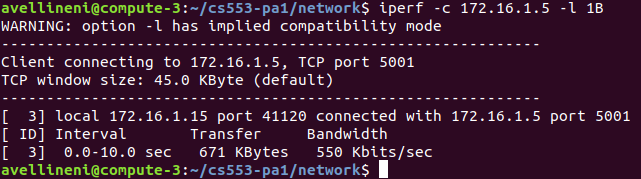 avellineni@compute-3:~/cs553-pa1/network$ iperf -c 172.16.1.5 -l 1B
WARNING: option -l has implied compatibility mode
------------------------------------------------------------
Client connecting to 172.16.1.5, TCP port 5001
TCP window size: 45.0 KByte (default)
------------------------------------------------------------
[  3] local 172.16.1.15 port 41120 connected with 172.16.1.5 port 5001
[ ID] Interval       Transfer     Bandwidth
[  3]  0.0-10.0 sec   671 KBytes   550 Kbits/sec
avellineni@compute-3:~/cs553-pa1/network$